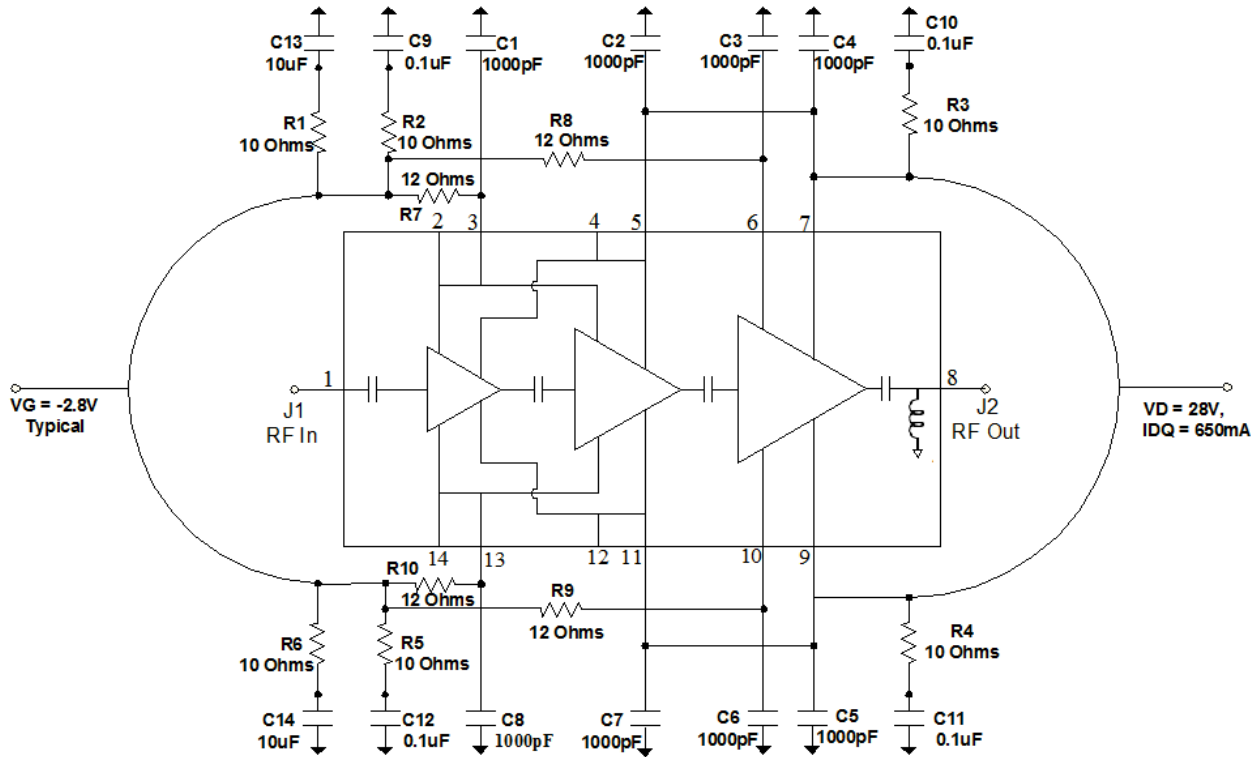 C13
10uF
C9
0.1uF
C1
1000pF
C2
1000pF
C3
1000pF
C4
1000pF
C10
0.1uF
R1
10 Ohms
R2
10 Ohms
R8
12 Ohms
R3
10 Ohms
12 Ohms
R7
2
3
4
5
6
7
1
J1
RF In
8
J2
RF Out
VG = -2.8V
Typical
VD = 28V,
IDQ = 650mA
14
13
12
11
10
9
R10
12 Ohms
R9
12 Ohms
R6
10 Ohms
R5
10 Ohms
R4
10 Ohms
C14
10uF
C12
0.1uF
C8
1000pF
C7
1000pF
C6
1000pF
C5
1000pF
C11
0.1uF